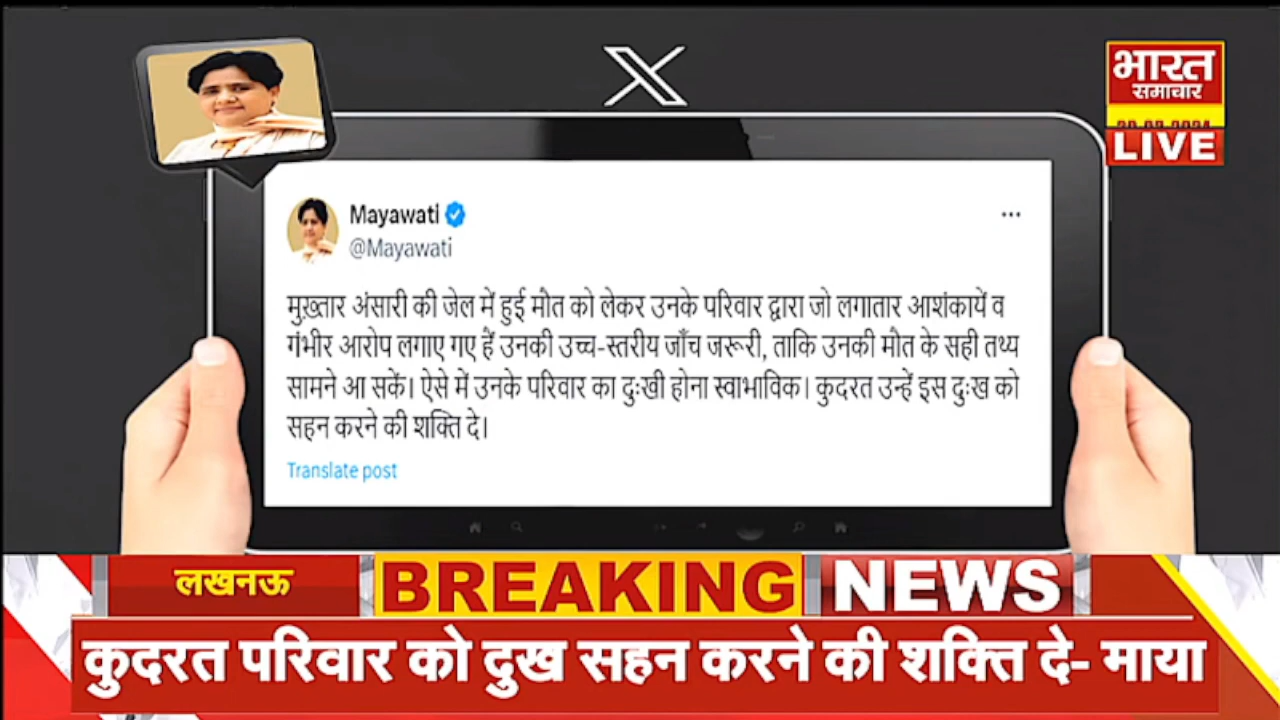 X
भारत
समाचार
LIVE
Mayawati
@Mayawati
मुख़्तार अंसारी की जेल में हुई मौत को लेकर उनके परिवार द्वारा जो लगातार आशंकायें व
गंभीर आरोप लगाए गए हैं उनकी उच्च-स्तरीय जाँच जरूरी, ताकि उनकी मौत के सही तथ्य
सामने आ सकें। ऐसे में उनके परिवार का दुःखी होना स्वाभाविक। कुदरत उन्हें इस दुःख को
सहन करने की शक्ति दे।
Translate post
लखनऊ
BREAKING NEWS
कुदरत परिवार को दुख सहन करने की शक्ति दे- माया